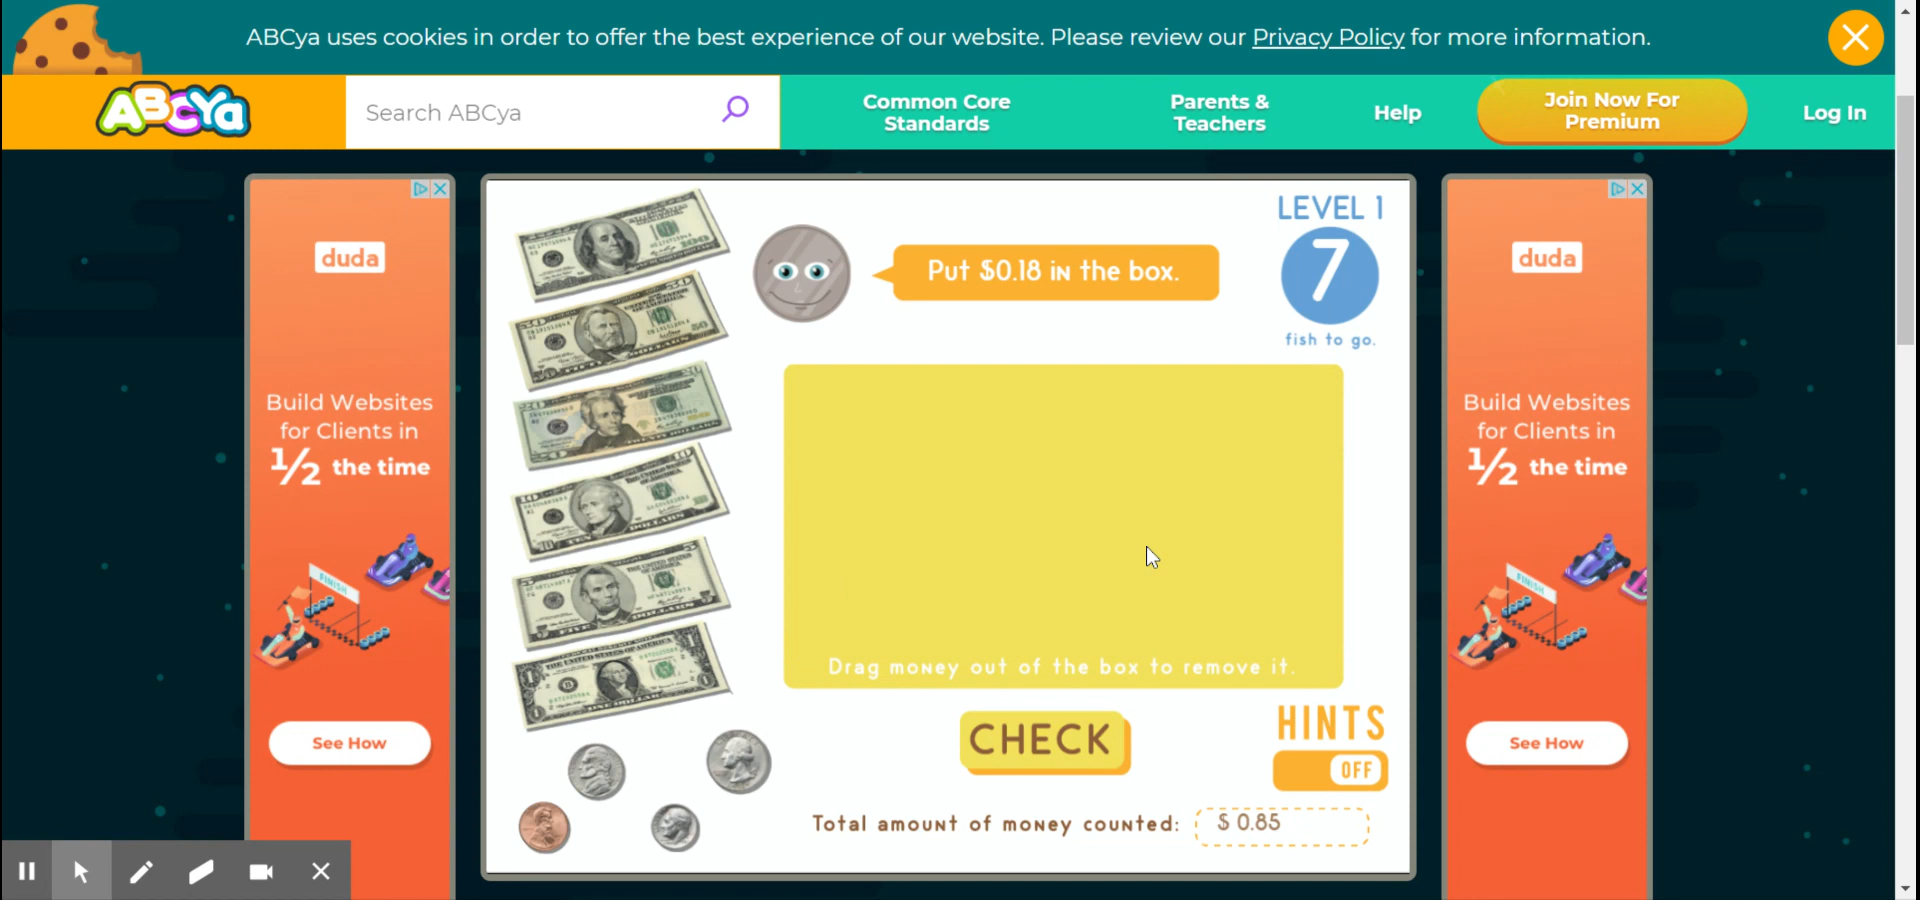 ABCya uses cookies in order to offer the best experience of our website. Please review our Privacy Policy for more information.
ABCYa
Search ABCya
Common Core
Standards
Parents &
Teachers
Help
Join Now For
Premium
Log In
duda
Build Websites
for Clients in
1/2 the time
FINISH
See How
Put $0.18 in the box.
LEVEL 1
7
fish to go.
Drag money out of the box to remove it.
CHECK
HINTS
OFF
Total amount of money counted: $ 0.85
duda
Build Websites
for Clients in
1/2 the time
FINISH
See How